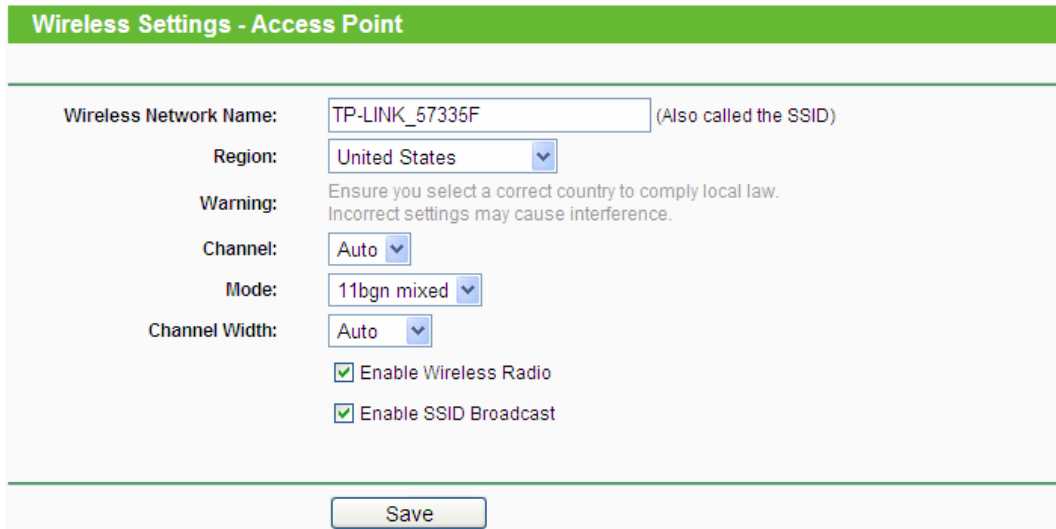 Wireless Settings - Access Point
Wireless Network Name: TP-LINK_57335F (Also called the SSID)
Region: United States
Warning: Ensure you select a correct country to comply local law.
Incorrect settings may cause interference.
Channel: Auto
Mode: 11bgn mixed
Channel Width: Auto
Enable Wireless Radio
Enable SSID Broadcast
Save